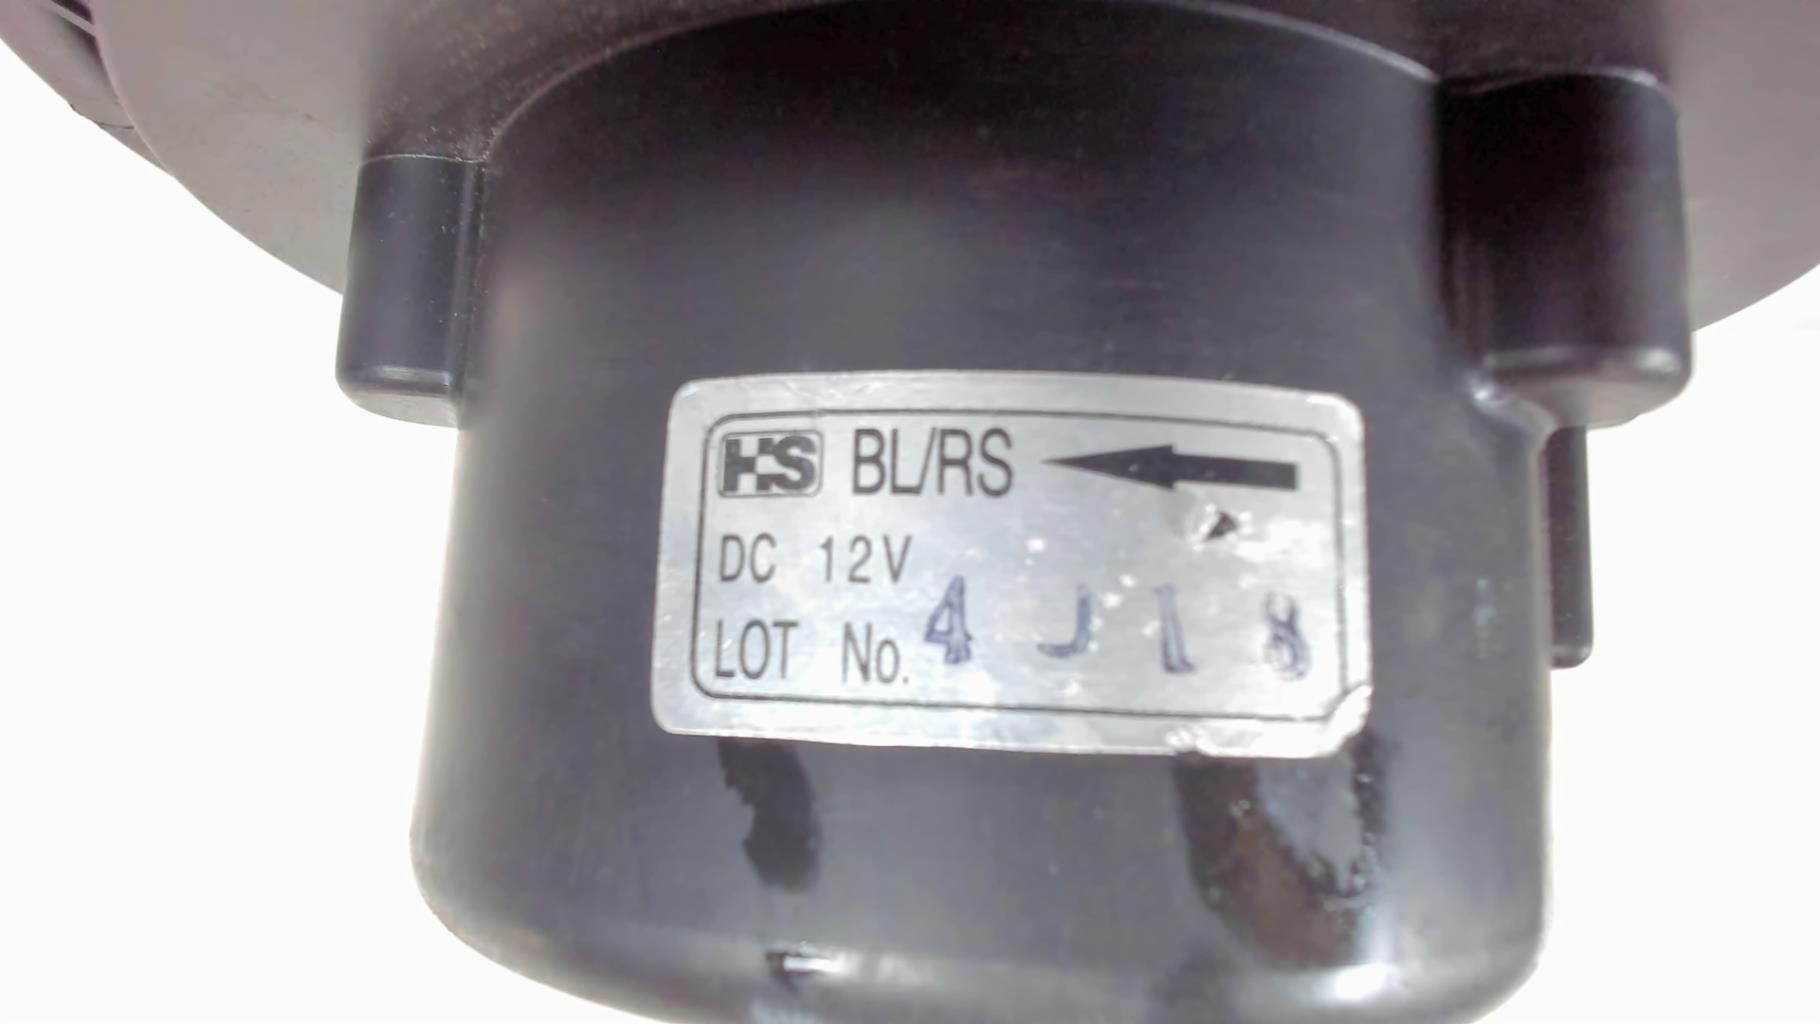 HS BL/RS
DC 12V
LOT No. 4 J 1 8